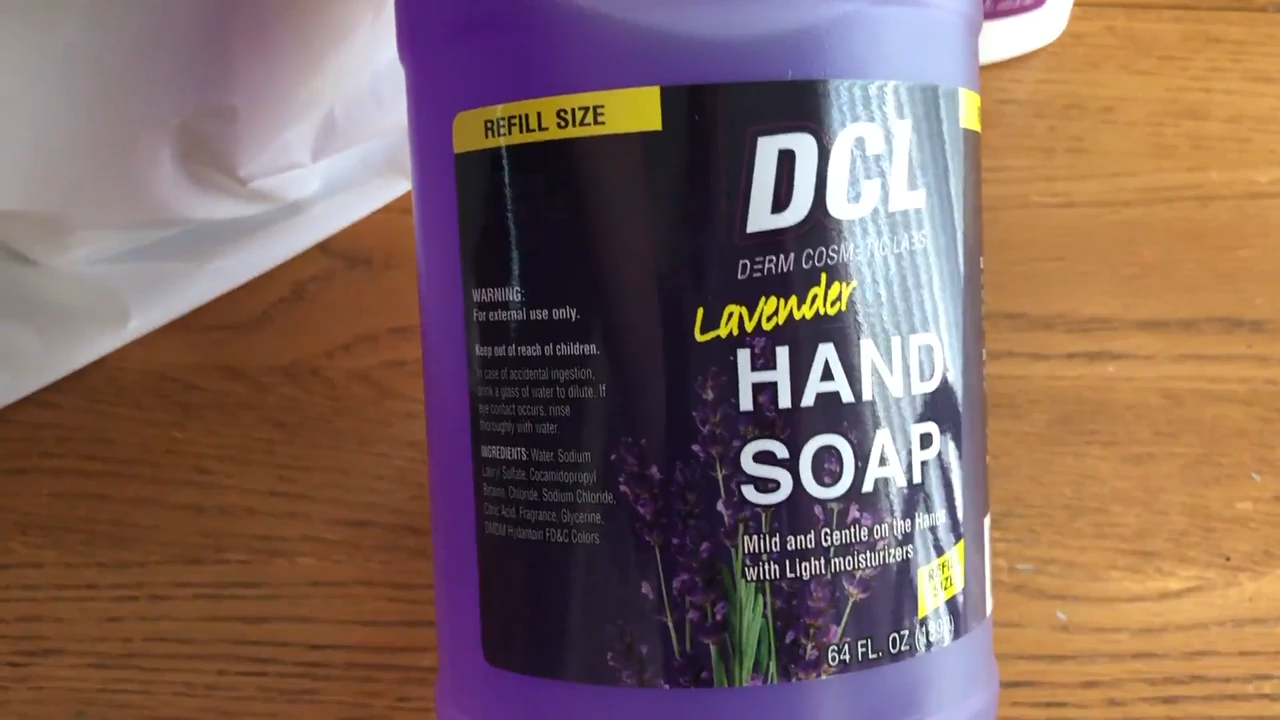 REFILL SIZE
DCL
DERM COSMETIC LABS
Lavender
HAND
SOAP
Mild and Gentle on the Hands
with Light moisturizers
REFILL
SIZE
64 FL. OZ
WARNING:
For external use only.
Keep out of reach of children.
In case of accidental ingestion,
drink a glass of water to dilute. If
eye contact occurs, rinse
thoroughly with water.
INGREDIENTS: Water, Sodium
Lauryl Sulfate, Cocamidopropyl
Betaine, Chloride, Sodium Chloride,
Citric Acid, Fragrance, Glycerine,
DMDM Hydantoin FD&C Colors